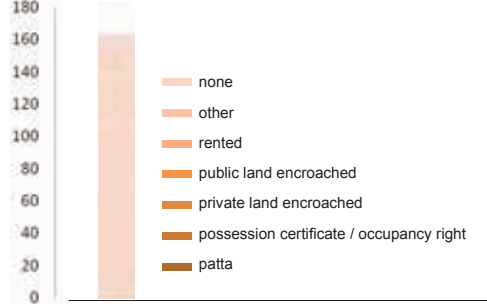 180
160
140
120
100
80
60
40
20
0
none
other
rented
public land encroached
private land encroached
possession certificate / occupancy right
patta